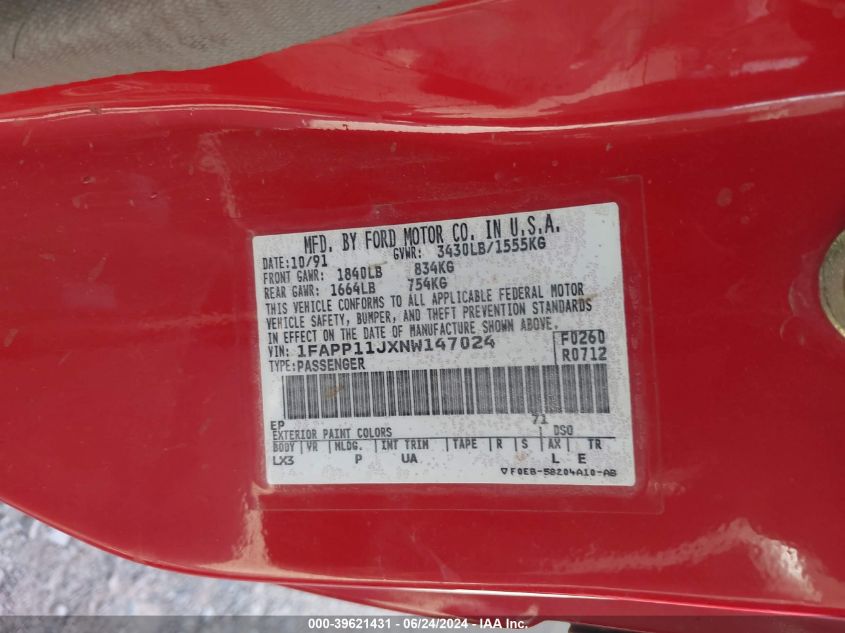 MFD. BY FORD MOTOR CO. IN U.S.A.
DATE: 10/91 GVWR: 3430LB/1555KG
FRONT GAWR: 1840LB 834KG
REAR GAWR: 1664LB 754KG
THIS VEHICLE CONFORMS TO ALL APPLICABLE FEDERAL MOTOR
VEHICLE SAFETY, BUMPER, AND THEFT PREVENTION STANDARDS
IN EFFECT ON THE DATE OF MANUFACTURE SHOWN ABOVE.
VIN: 1FAPP11JXNW147024 F0260
TYPE: PASSENGER R0712
EP 71
EXTERIOR PAINT COLORS DSO
BODY VR MLDG. INT TRIM TAPE R S AX TR
LX3 P UA L E
▽F0EB-58204A10-AB
000-39621431 - 06/24/2024 - IAA Inc.